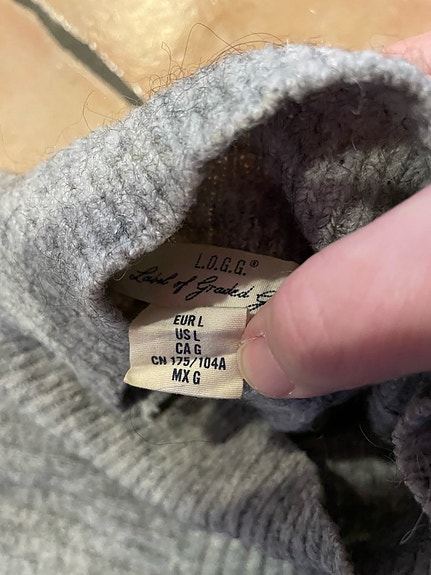 L.O.G.G.®
Label of Graded
EUR L
US L
CA G
CN 175/104A
MX G